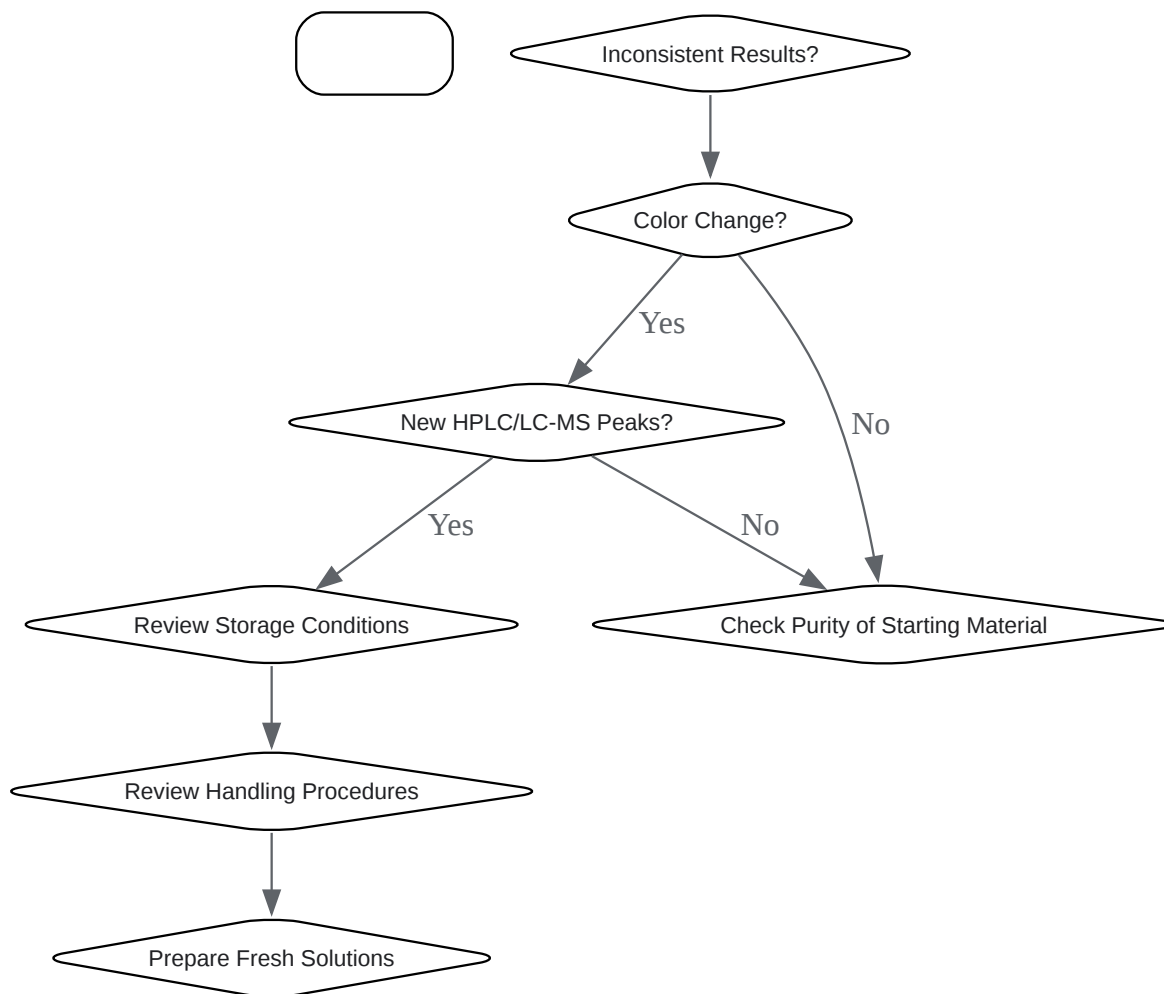 Inconsistent Results?
Color Change?
Yes
New HPLC/LC-MS Peaks?
No
Yes
No
Review Storage Conditions
Check Purity of Starting Material
Review Handling Procedures
Prepare Fresh Solutions